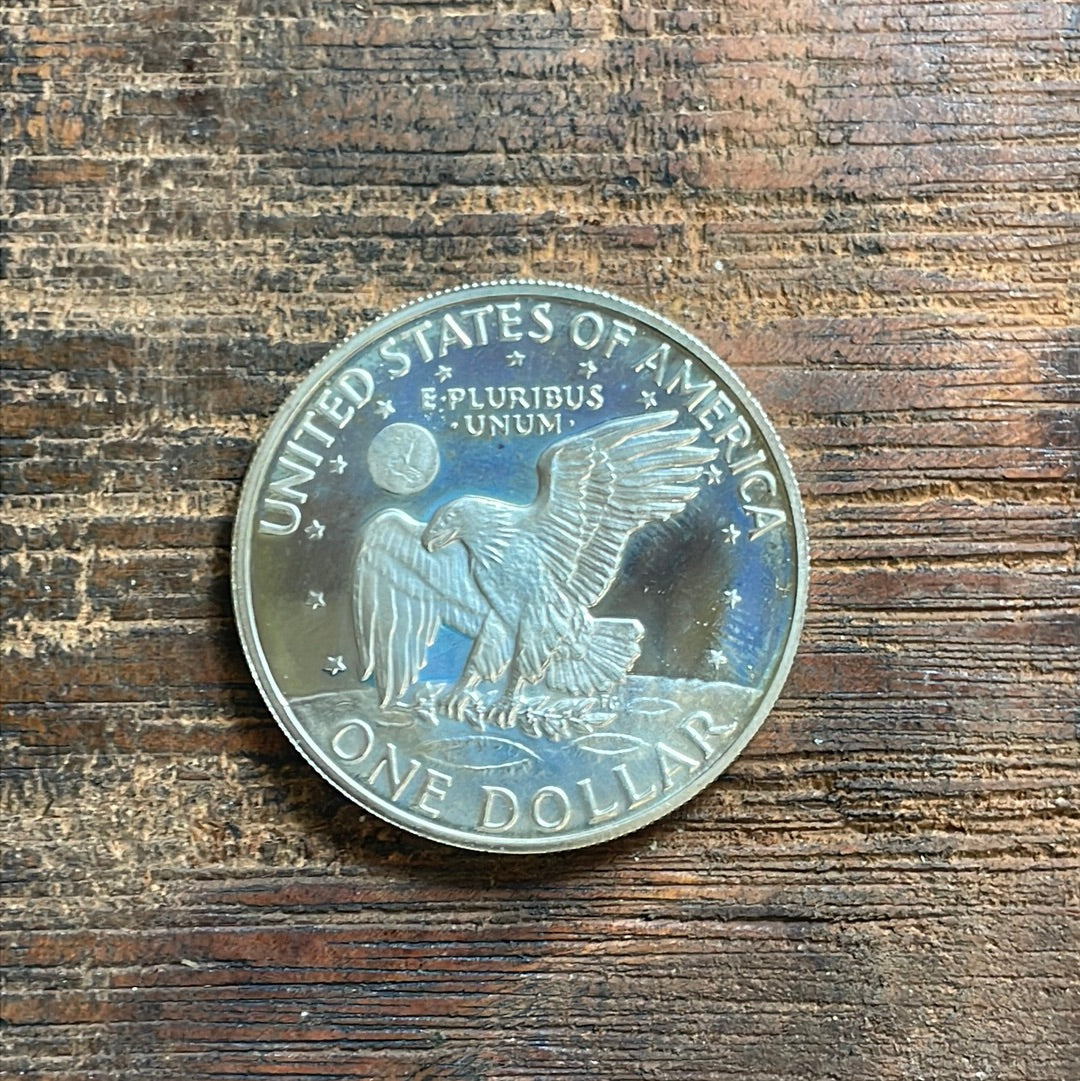 UNITED STATES OF AMERICA
E·PLURIBUS
·UNUM·
ONE DOLLAR